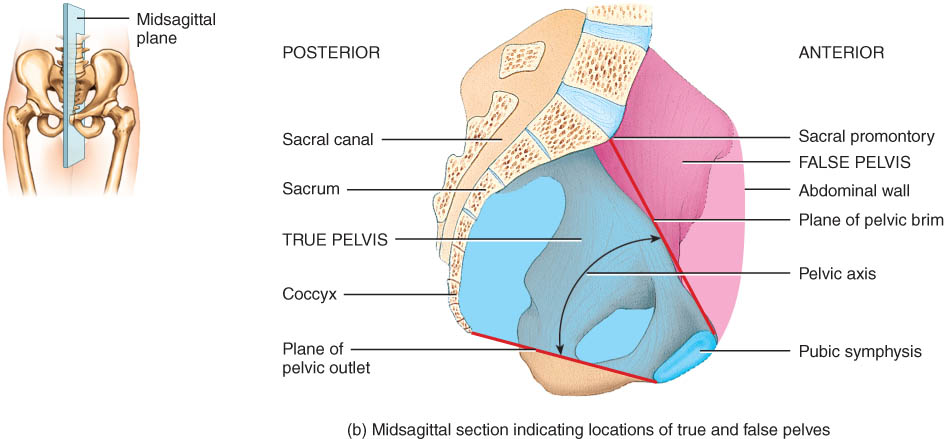 Midsagittal
plane
POSTERIOR
ANTERIOR
Sacral canal
Sacrum
TRUE PELVIS
Coccyx
Plane of
pelvic outlet
Sacral promontory
FALSE PELVIS
Abdominal wall
Plane of pelvic brim
Pelvic axis
Pubic symphysis
(b) Midsagittal section indicating locations of true and false pelves